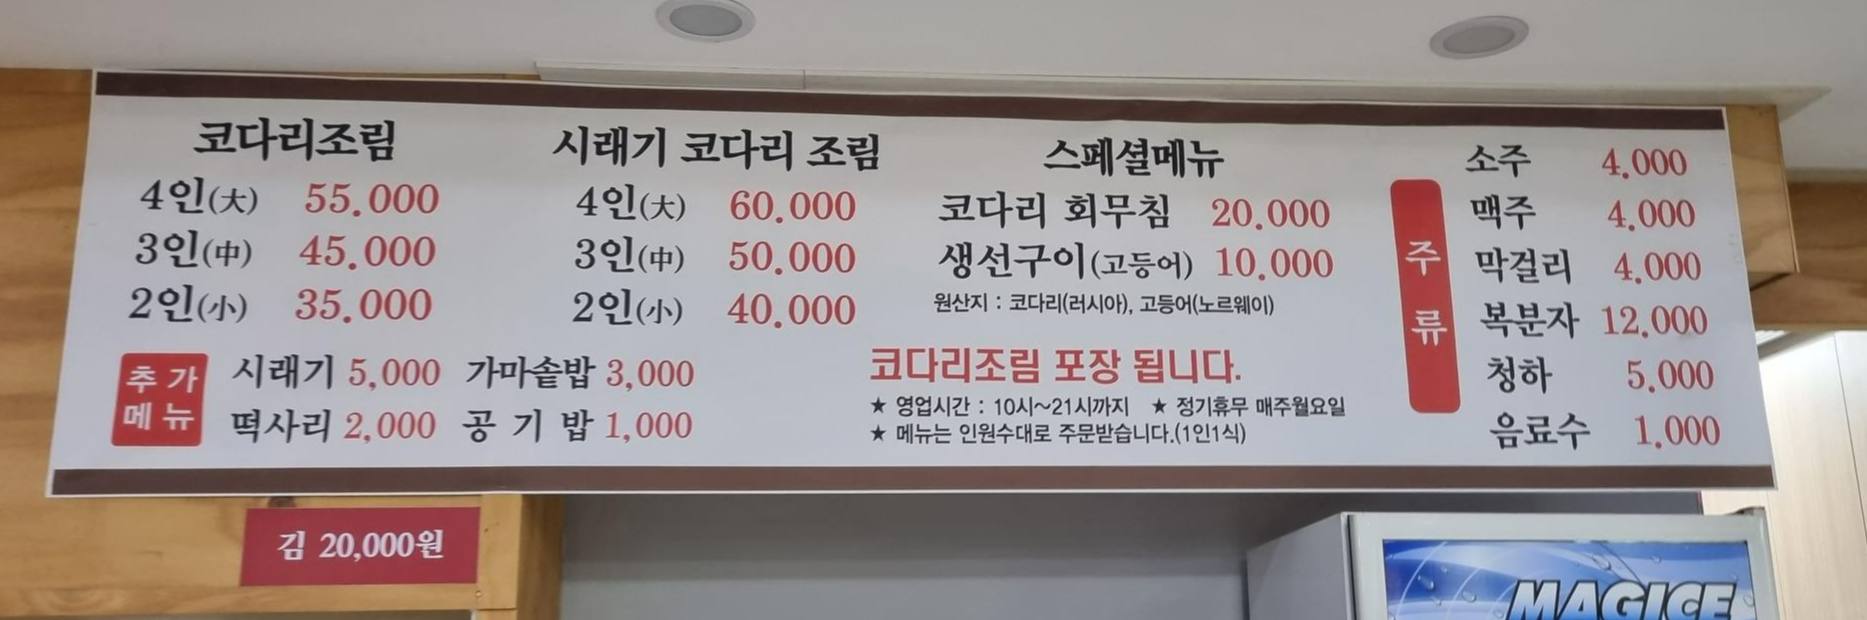 코다리조림
4인(大) 55.000
3인(中) 45.000
2인(小) 35.000
시래기 코다리 조림
4인(大) 60.000
3인(中) 50.000
2인(小) 40.000
추가
메뉴
시래기 5,000 가마솥밥 3,000
떡사리 2,000 공 기 밥 1,000
스페셜메뉴
코다리 회무침 20.000
생선구이(고등어) 10.000
원산지 : 코다리(러시아), 고등어(노르웨이)
코다리조림 포장 됩니다.
★ 영업시간 : 10시~21시까지 ★ 정기휴무 매주월요일
★ 메뉴는 인원수대로 주문받습니다.(1인1식)
주류
소주 4.000
맥주 4.000
막걸리 4.000
복분자 12.000
청하 5.000
음료수 1.000
김 20,000원
MAGICE